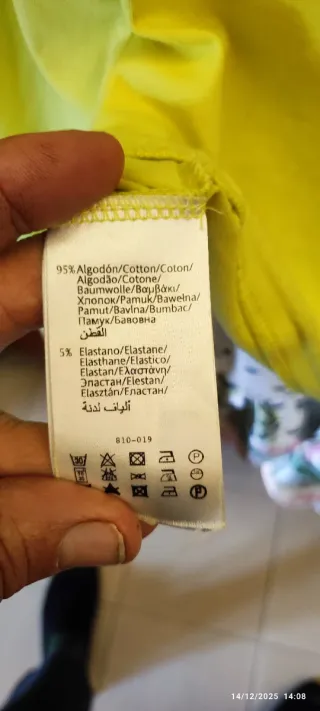 95% Algodón/Cotton/Coton/
Algodão/Cotone/
Baumwolle/Βαμβάκι/
Хлопок/Pamuk/Bawełna/
Pamut/Bavlna/Bumbac/
Памук/Бавовна
القطن
5% Elastano/Elastane/
Elasthane/Elastico/
Elastan/Ελαστάνη/
Эластан/Elestan/
Elasztán/Еластан/
ألياف لدنة
810-019
30 P
14/12/2025 14:08